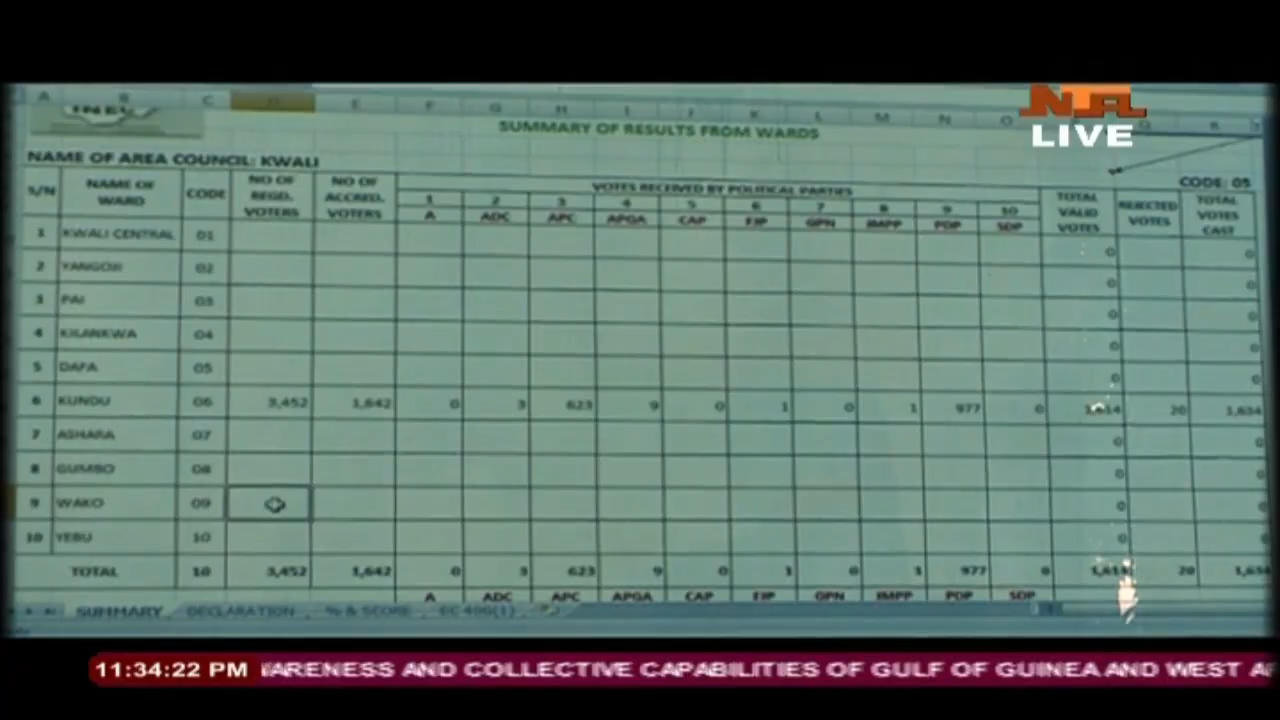 NTA
LIVE
A B C D E F G H I J K L M N O
SUMMARY OF RESULTS FROM WARDS
NAME OF AREA COUNCIL: KWALI
CODE: 05
S/N NAME OF WARD CODE NO OF REGD. VOTERS NO OF ACCRED. VOTERS VOTES RECEIVED BY POLITICAL PARTIES TOTAL VALID VOTES REJECTED VOTES TOTAL VOTES CAST
1 2 3 4 5 6 7 8 9 10
A ADC APC APGA CAP GPN PDP SDP
1 KWALI CENTRAL 01 0 0
2 YANGOJI 02 0 0
3 PAI 03 0 0
4 KILANKWA 04 0 0
5 DAFA 05 0 0
6 KUNDU 06 3,452 1,642 0 3 623 9 0 1 0 1 977 0 1,614 20 1,634
7 ASHARA 07 0 0
8 GUMBO 08 0 0
9 WAKO 09 0 0
10 YEBU 10 0 0
TOTAL 10 3,452 1,642 0 3 623 9 0 1 0 1 977 0 20
A ADC APC APGA CAP GPN PDP SDP
SUMMARY DECLARATION % & SCORE
11:34:22 PM ARENESS AND COLLECTIVE CAPABILITIES OF GULF OF GUINEA AND WEST